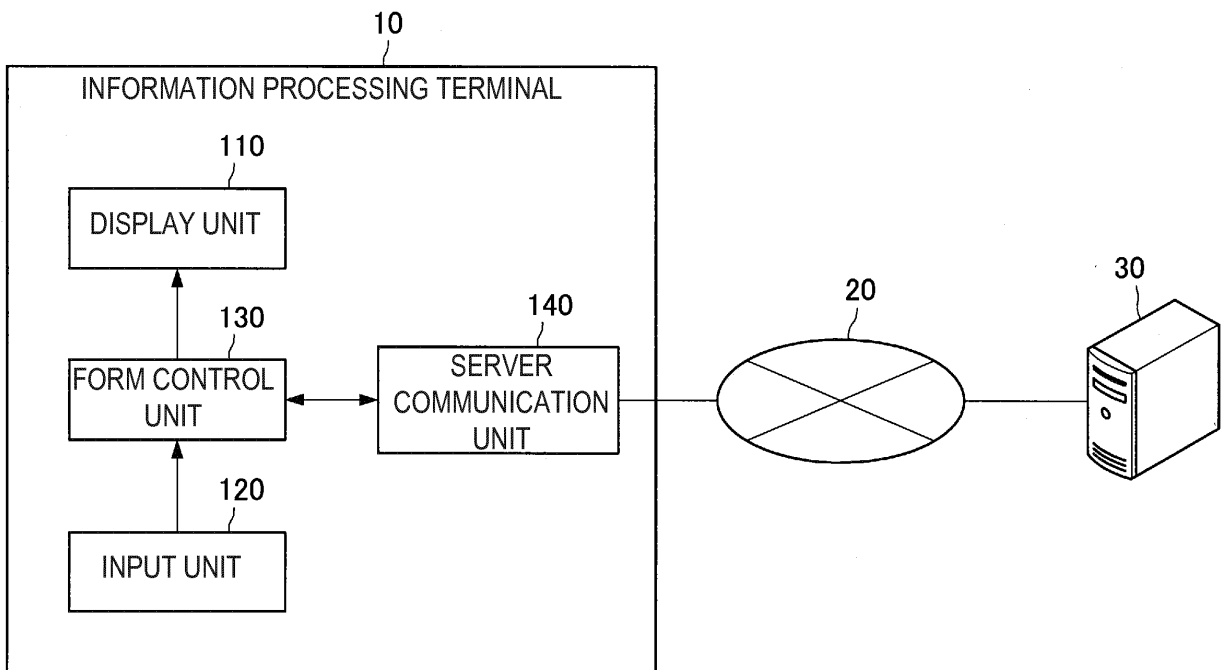 10
INFORMATION PROCESSING TERMINAL
110
DISPLAY UNIT
130
FORM CONTROL
UNIT
140
SERVER
COMMUNICATION
UNIT
120
INPUT UNIT
20
30